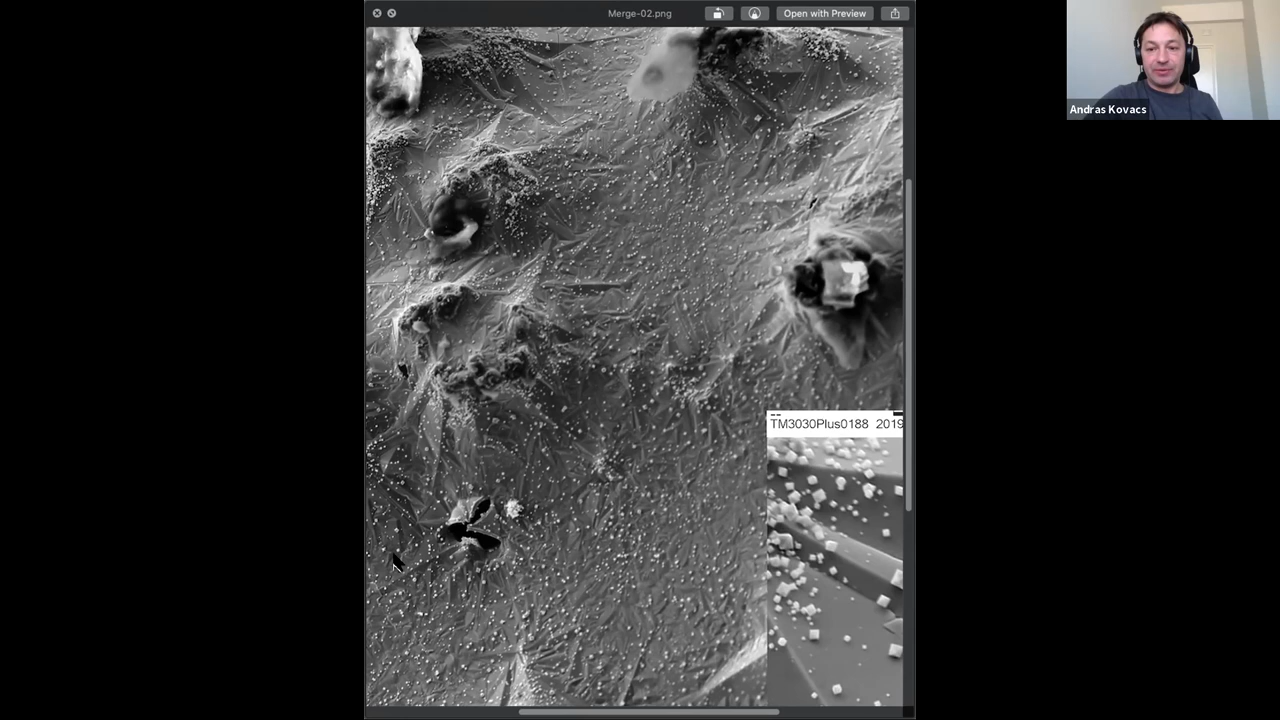 Merge-02.png
Open with Preview
Andras Kovacs
TM3030Plus0188 2019